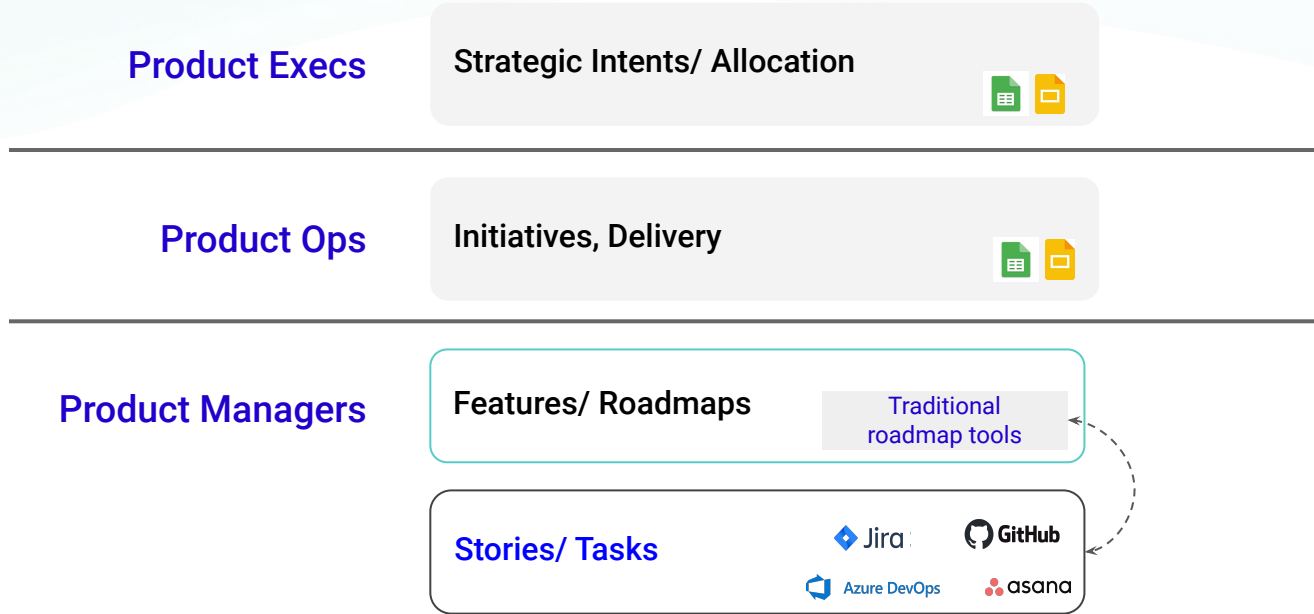 Product Execs
Strategic Intents/ Allocation
Product Ops
Initiatives, Delivery
Product Managers
Features/ Roadmaps
Traditional
roadmap tools
Stories/ Tasks
Jira
GitHub
Azure DevOps
asana